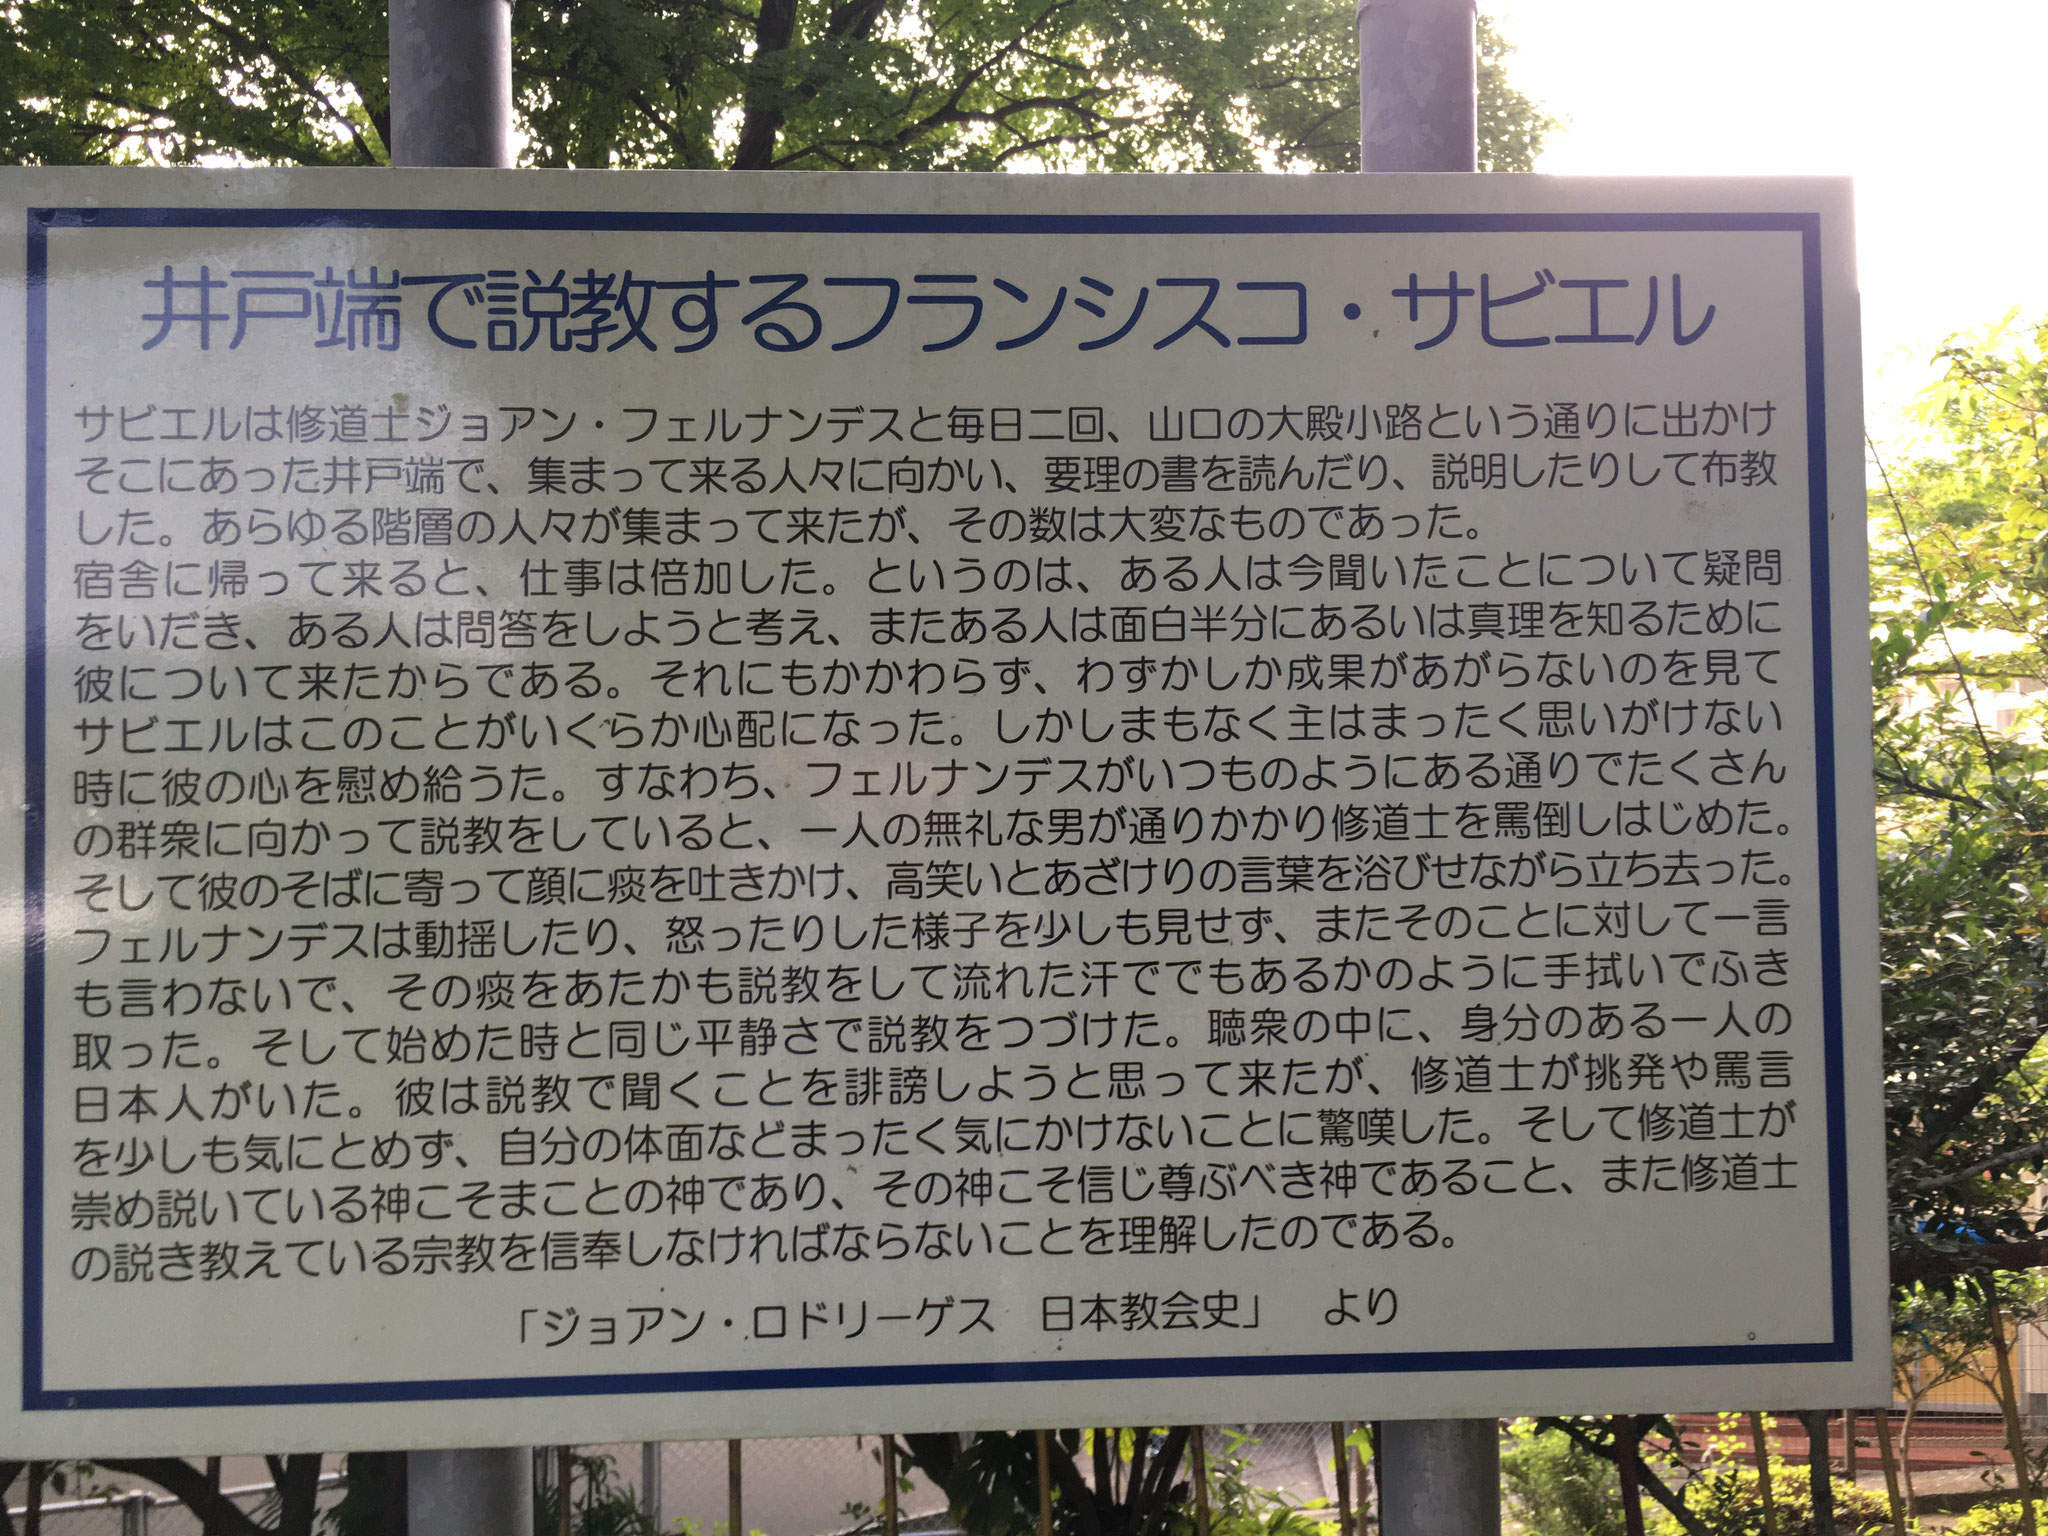 井戸端で説教するフランシスコ・サビエル
サビエルは修道士ジョアン・フェルナンデスと毎日二回、山口の大殿小路という通りに出かけ
そこにあった井戸端で、集まって来る人々に向かい、要理の書を読んだり、説明したりして布教
した。あらゆる階層の人々が集まって来たが、その数は大変なものであった。
宿舎に帰って来ると、仕事は倍加した。というのは、ある人は今聞いたことについて疑問
をいだき、ある人は問答をしようと考え、またある人は面白半分にあるいは真理を知るために
彼について来たからである。それにもかかわらず、わずかしか成果があがらないのを見て
サビエルはこのことがいくらか心配になった。しかしまもなく主はまったく思いがけない
時に彼の心を慰め給うた。すなわち、フェルナンデスがいつものようにある通りでたくさん
の群衆に向かって説教をしていると、一人の無礼な男が通りかかり修道士を罵倒しはじめた。
そして彼のそばに寄って顔に痰を吐きかけ、高笑いとあざけりの言葉を浴びせながら立ち去った。
フェルナンデスは動揺したり、怒ったりした様子を少しも見せず、またそのことに対して一言
も言わないで、その痰をあたかも説教をして流れた汗ででもあるかのように手拭いでふき
取った。そして始めた時と同じ平静さで説教をつづけた。聴衆の中に、身分のある一人の
日本人がいた。彼は説教で聞くことを誹謗しようと思って来たが、修道士が挑発や罵言
を少しも気にとめず、自分の体面などまったく気にかけないことに驚嘆した。そして修道士が
崇め説いている神こそまことの神であり、その神こそ信じ尊ぶべき神であること、また修道士
の説き教えている宗教を信奉しなければならないことを理解したのである。
「ジョアン・ロドリーゲス 日本教会史」 より